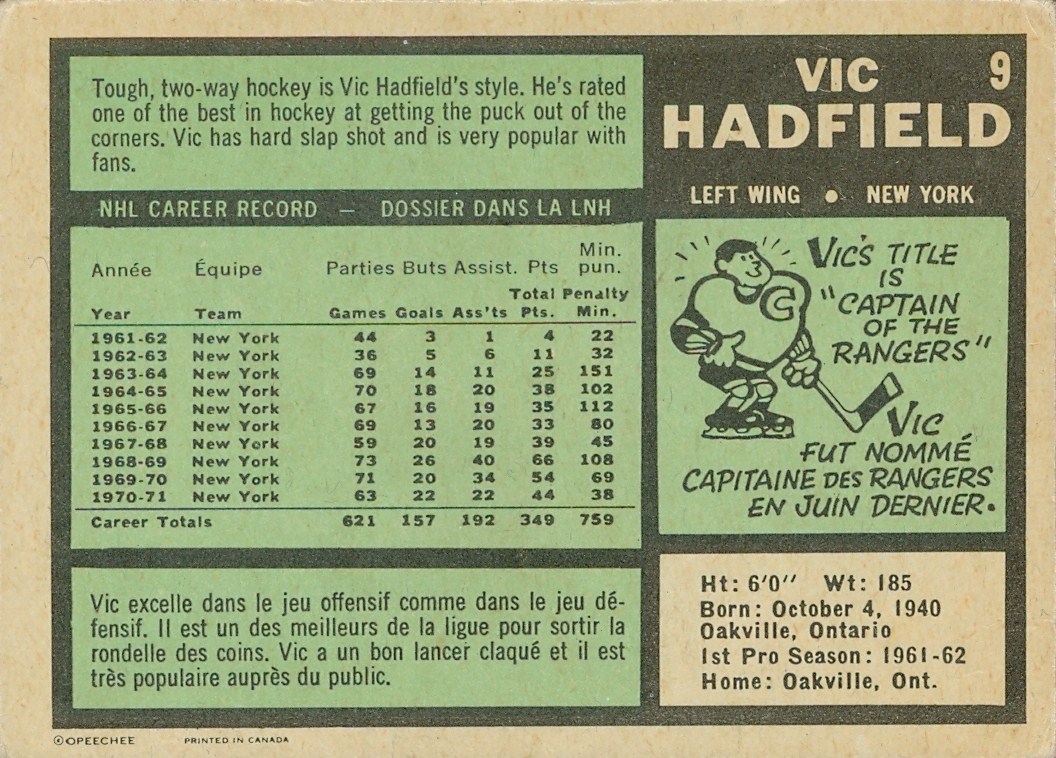 Tough, two-way hockey is Vic Hadfield's style. He's rated
one of the best in hockey at getting the puck out of the
corners. Vic has hard slap shot and is very popular with
fans.
VIC 9
HADFIELD
LEFT WING ● NEW YORK
NHL CAREER RECORD — DOSSIER DANS LA LNH
Année Équipe Parties Buts Assist. Pts Min. pun.
Year Team Games Goals Ass'ts Total Pts. Penalty Min.
1961-62 New York 44 3 1 4 22
1962-63 New York 36 5 6 11 32
1963-64 New York 69 14 11 25 151
1964-65 New York 70 18 20 38 102
1965-66 New York 67 16 19 35 112
1966-67 New York 69 13 20 33 80
1967-68 New York 59 20 19 39 45
1968-69 New York 73 26 40 66 108
1969-70 New York 71 20 34 54 69
1970-71 New York 63 22 22 44 38
Career Totals 621 157 192 349 759
C
VIC'S TITLE
IS
"CAPTAIN
OF THE
RANGERS"
VIC
FUT NOMMÉ
CAPITAINE DES RANGERS
EN JUIN DERNIER.
Vic excelle dans le jeu offensif comme dans le jeu dé-
fensif. Il est un des meilleurs de la ligue pour sortir la
rondelle des coins. Vic a un bon lancer claqué et il est
très populaire auprès du public.
Ht: 6'0'' Wt: 185
Born: October 4, 1940
Oakville, Ontario
1st Pro Season: 1961-62
Home: Oakville, Ont.
©OPEECHEE PRINTED IN CANADA